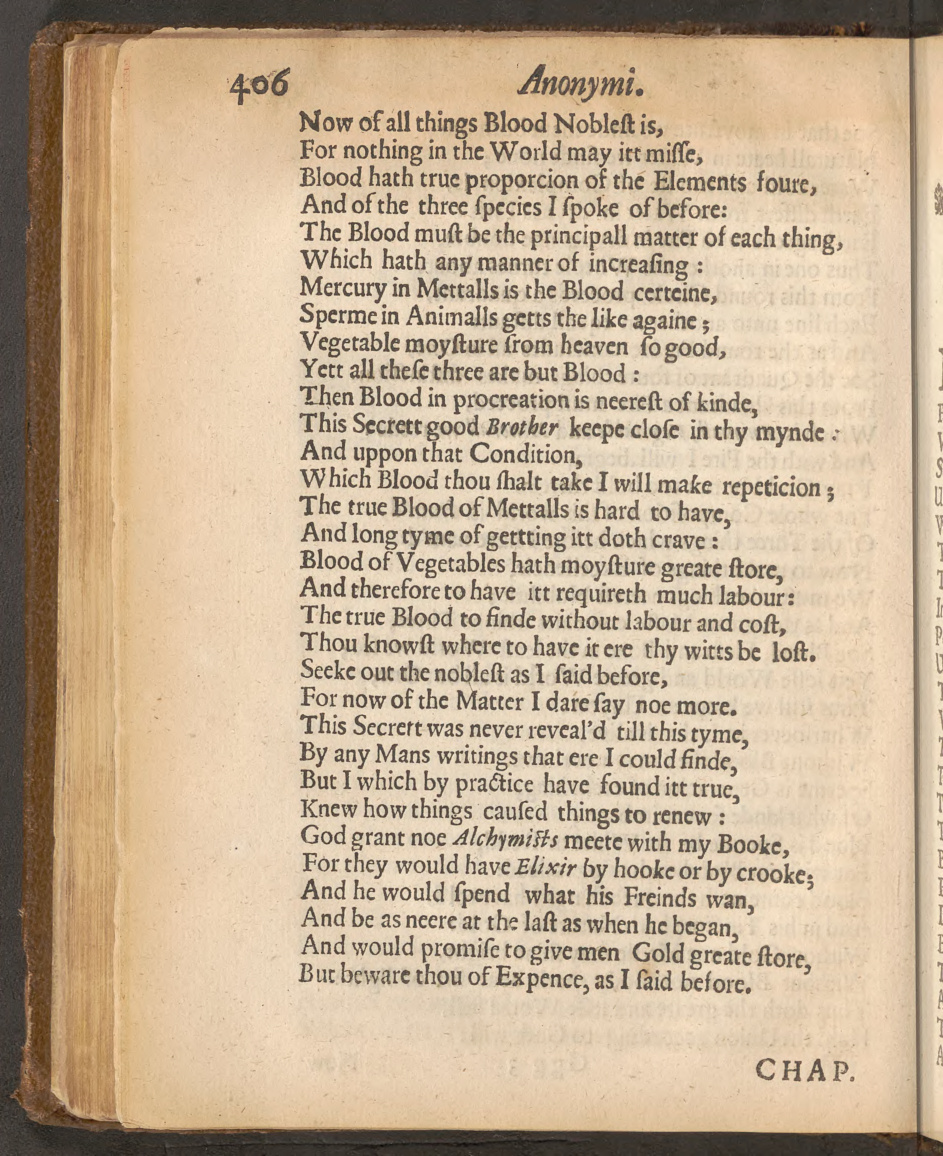 406 Anonymi.
Now of all things Blood Nobleſt is,
For nothing in the World may itt miſſe,
Blood hath true proporcion of the Elements foure,
And of the three ſpecies I ſpoke of before:
The Blood muſt be the principall matter of each thing,
Which hath any manner of increaſing :
Mercury in Mettalls is the Blood certeine,
Sperme in Animalls getts the like againe ;
Vegetable moyſture from heaven ſo good,
Yett all theſe three are but Blood :
Then Blood in procreation is neereſt of kinde,
This Secrett good Brother keepe cloſe in thy mynde :
And uppon that Condition,
Which Blood thou ſhalt take I will make repeticion ;
The true Blood of Mettalls is hard to have,
And long tyme of gettting itt doth crave :
Blood of Vegetables hath moyſture greate ſtore,
And therefore to have itt requireth much labour:
The true Blood to finde without labour and coſt,
Thou knowſt where to have it ere thy witts be loſt.
Seeke out the nobleſt as I ſaid before,
For now of the Matter I dare ſay noe more.
This Secrett was never reveal'd till this tyme,
By any Mans writings that ere I could finde,
But I which by practice have found itt true,
Knew how things cauſed things to renew :
God grant noe Alchymiſts meete with my Booke,
For they would have Elixir by hooke or by crooke;
And he would ſpend what his Freinds wan,
And be as neere at the laſt as when he began,
And would promiſe to give men Gold greate ſtore,
But beware thou of Expence, as I ſaid before.
CHAP.